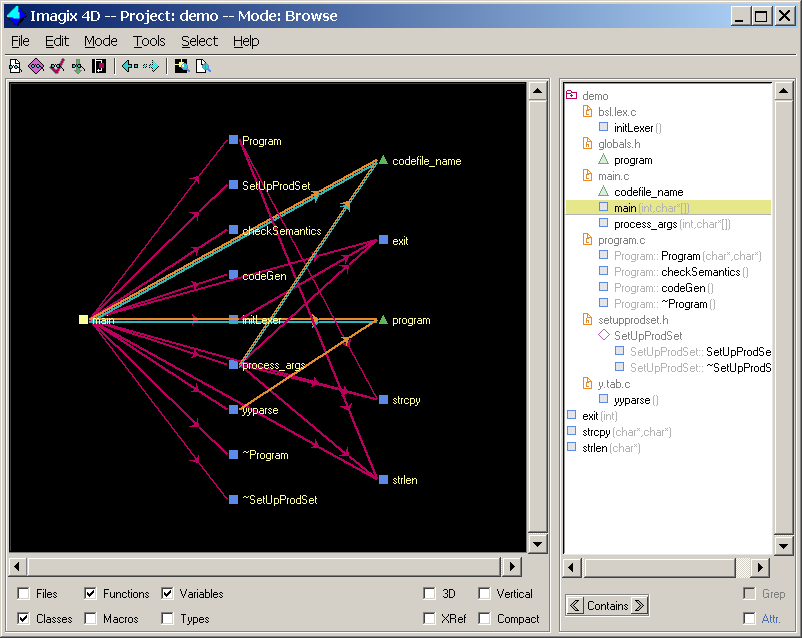 Imagix 4D -- Project: demo -- Mode: Browse
File Edit Mode Tools Select Help
Program
SetUpProdSet
checkSemantics
codeGen
main
initLexer
process_args
yyparse
~Program
~SetUpProdSet
codefile_name
exit
program
strcpy
strlen
demo
bsl.lex.c
initLexer()
globals.h
program
main.c
codefile_name
main(int,char*[])
process_args(int,char*[])
program.c
Program:: Program(char*,char*)
Program:: checkSemantics()
Program:: codeGen()
Program:: ~Program()
setupprodset.h
SetUpProdSet
SetUpProdSet:: SetUpProdSe
SetUpProdSet:: ~SetUpProdS
y.tab.c
yyparse()
exit(int)
strcpy(char*,char*)
strlen(char*)
Files Functions Variables 3D Vertical
Classes Macros Types XRef Compact
Contains
Grep
Attr.